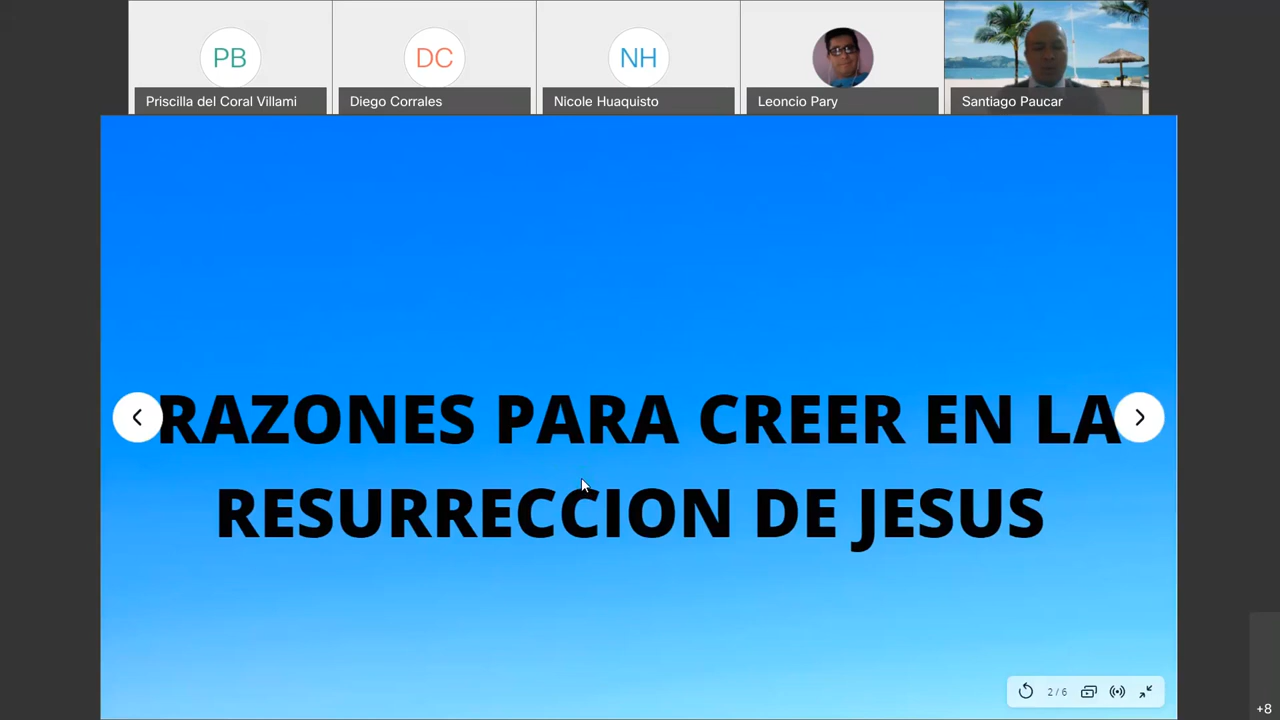 PB
DC
NH
Priscilla del Coral Villami
Diego Corrales
Nicole Huaquisto
Leoncio Pary
Santiago Paucar
RAZONES PARA CREER EN LA
RESURRECCION DE JESUS
2/6
+8